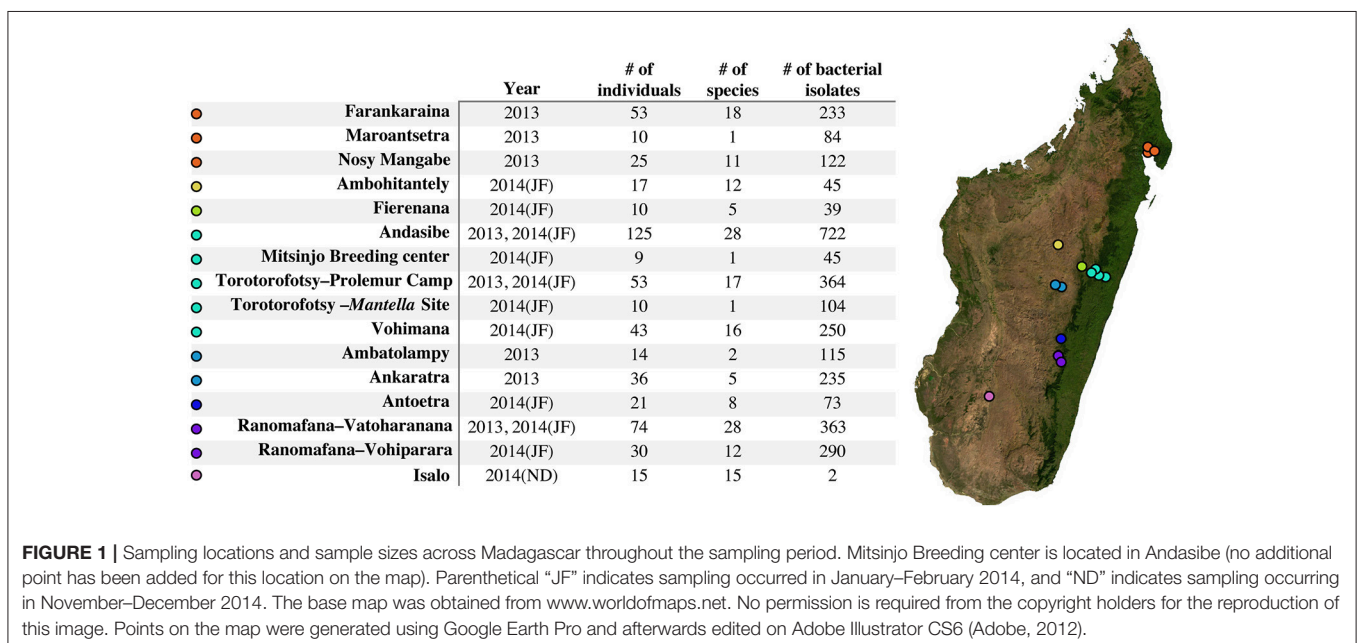 Year # of individuals # of species # of bacterial isolates
Farankaraina 2013 53 18 233
Maroantsetra 2013 10 1 84
Nosy Mangabe 2013 25 11 122
Ambohitantely 2014(JF) 17 12 45
Fierenana 2014(JF) 10 5 39
Andasibe 2013, 2014(JF) 125 28 722
Mitsinjo Breeding center 2014(JF) 9 1 45
Torotorofotsy–Prolemur Camp 2013, 2014(JF) 53 17 364
Torotorofotsy –Mantella Site 2014(JF) 10 1 104
Vohimana 2014(JF) 43 16 250
Ambatolampy 2013 14 2 115
Ankaratra 2013 36 5 235
Antoetra 2014(JF) 21 8 73
Ranomafana–Vatoharanana 2013, 2014(JF) 74 28 363
Ranomafana–Vohiparara 2014(JF) 30 12 290
Isalo 2014(ND) 15 15 2
FIGURE 1 | Sampling locations and sample sizes across Madagascar throughout the sampling period. Mitsinjo Breeding center is located in Andasibe (no additional
point has been added for this location on the map). Parenthetical “JF” indicates sampling occurred in January–February 2014, and “ND” indicates sampling occurring
in November–December 2014. The base map was obtained from www.worldofmaps.net. No permission is required from the copyright holders for the reproduction of
this image. Points on the map were generated using Google Earth Pro and afterwards edited on Adobe Illustrator CS6 (Adobe, 2012).